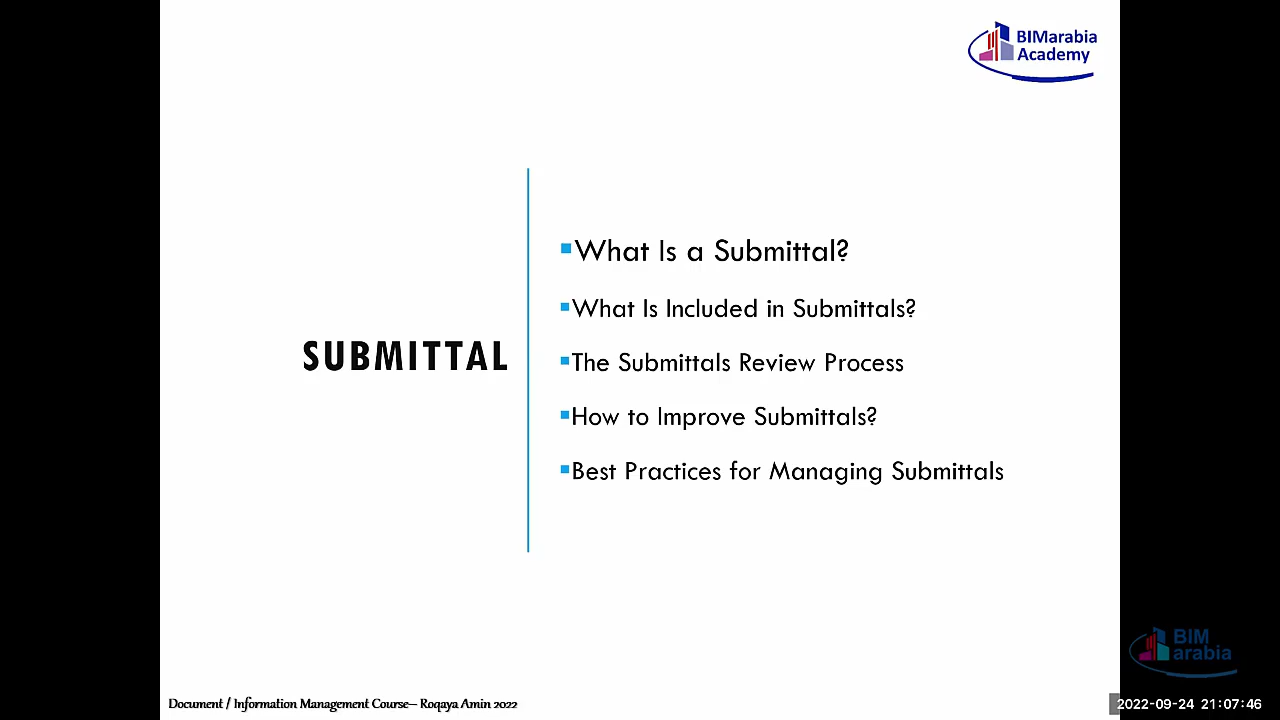 BIMarabia
Academy
SUBMITTAL
What Is a Submittal?
What Is Included in Submittals?
The Submittals Review Process
How to Improve Submittals?
Best Practices for Managing Submittals
BIM
arabia
Document / Information Management Course– Roqaya Amin 2022
2022-09-24 21:07:46